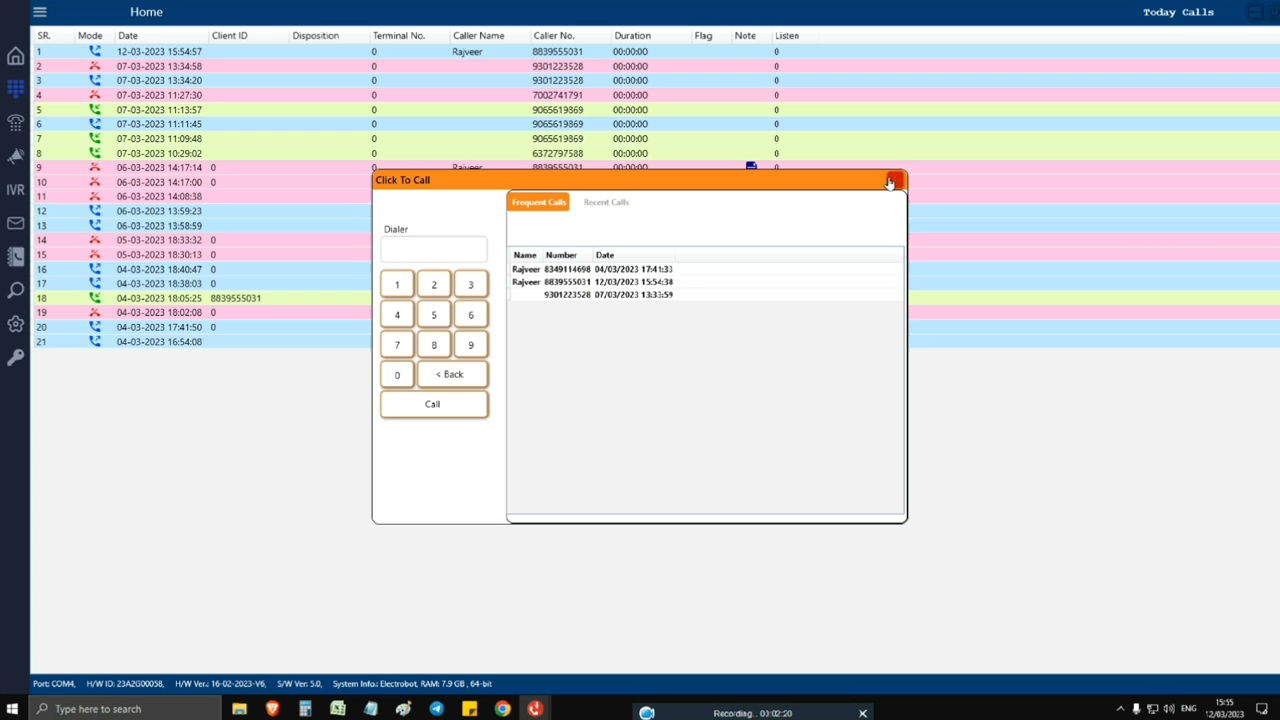 Home
Today Calls
SR. Mode Date Client ID Disposition Terminal No. Caller Name Caller No. Duration Flag Note Listen
1 12-03-2023 15:54:57 0 Rajveer 8839555031 00:00:00 0
2 07-03-2023 13:34:58 0 9301223528 00:00:00 0
3 07-03-2023 13:34:20 0 9301223528 00:00:00 0
4 07-03-2023 11:27:30 0 7002741791 00:00:00 0
5 07-03-2023 11:13:57 0 9065619869 00:00:00 0
6 07-03-2023 11:11:45 0 9065619869 00:00:00 0
7 07-03-2023 11:09:48 0 9065619869 00:00:00 0
8 07-03-2023 10:29:02 0 6372797588 00:00:00 0
9 06-03-2023 14:17:14 0 0 Rajveer 8839555031 00:00:00 0
10 06-03-2023 14:17:00 0
11 06-03-2023 14:08:38
12 06-03-2023 13:59:23
13 06-03-2023 13:58:59
14 05-03-2023 18:33:32 0
15 05-03-2023 18:30:13 0
16 04-03-2023 18:40:47 0
17 04-03-2023 18:38:03 0
18 04-03-2023 18:05:25 8839555031
19 04-03-2023 18:02:08 0
20 04-03-2023 17:41:50 0
21 04-03-2023 16:54:08
IVR
Click To Call
Frequent Calls Recent Calls
Dialer
1 2 3
4 5 6
7 8 9
0 < Back
Call
Name Number Date
Rajveer 8349114698 04/03/2023 17:41:33
Rajveer 8839555031 12/03/2023 15:54:38
9301223528 07/03/2023 13:33:59
Port: COM4, H/W ID: 23A2G00058, H/W Ver.: 16-02-2023-V6, S/W Ver: 5.0, System Info.: Electrobot, RAM: 7.9 GB , 64-bit
Type here to search
Recording... 00:02:20
15:55
12/03/2023